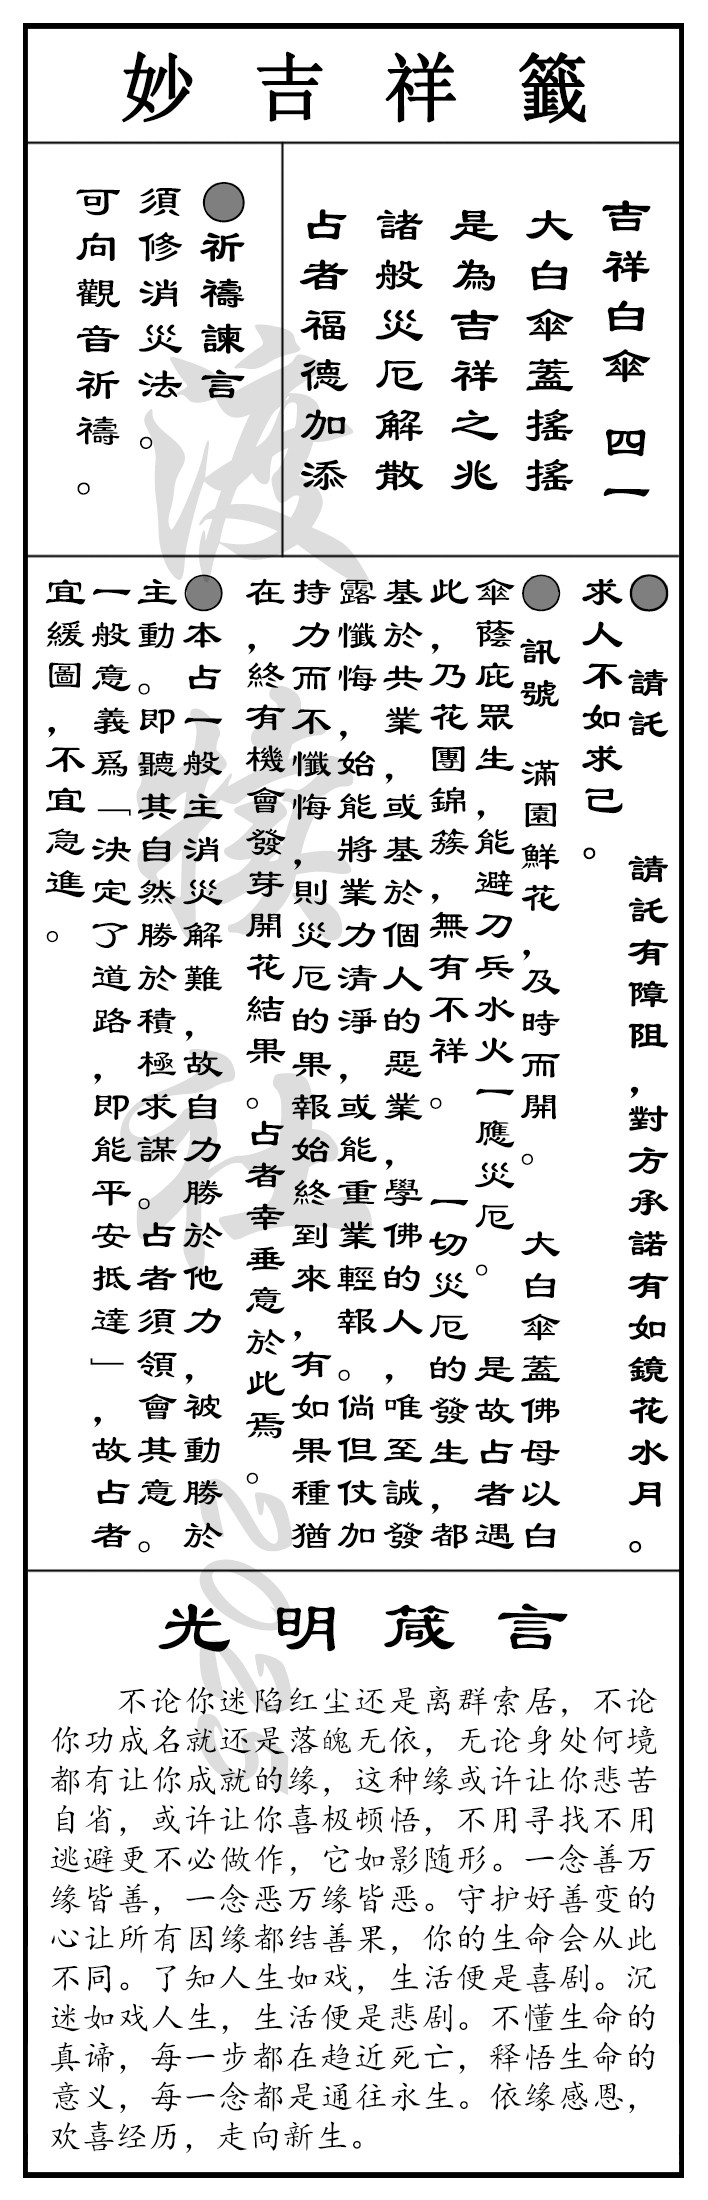 妙吉祥籤
吉祥白傘 四一
大白傘蓋搖搖
是為吉祥之兆
諸般災厄解散
占者福德加添
●祈禱諫言
須修消災法。
可向觀音祈禱。
● 請託 請託有障阻，對方承諾有如鏡花水月。
求人不如求己。
●訊號 滿園鮮花，及時而開。 大白傘蓋佛母以白
傘蔭庇眾生，能避刀兵水火一應災厄。 是故占者遇
此，乃花團錦簇，無有不祥。 一切災厄的發生，都
基於共業，或基於個人的惡業，學佛的人，唯至誠發
露懺悔，始能將業力清淨，或能重業輕報。倘但仗加
持力而不懺悔，則災厄的果報始終到來，有如果種猶
在，終有機會發芽開花結果。占者幸垂意於此焉。
●本占一般主消災解難，故自力勝於他力，被動勝於
主動。即聽其自然勝於積極求謀。占者須領會其意。
一般意義爲「決定了道路，即能平安抵達」，故占者
宜緩圖，不宜急進。
光明箴言
不论你迷陷红尘还是离群索居，不论
你功成名就还是落魄无依，无论身处何境
都有让你成就的缘，这种缘或许让你悲苦
自省，或许让你喜极顿悟，不用寻找不用
逃避更不必做作，它如影随形。一念善万
缘皆善，一念恶万缘皆恶。守护好善变的
心让所有因缘都结善果，你的生命会从此
不同。了知人生如戏，生活便是喜剧。沉
迷如戏人生，生活便是悲剧。不懂生命的
真谛，每一步都在趋近死亡，释悟生命的
意义，每一念都是通往永生。依缘感恩，
欢喜经历，走向新生。
2025